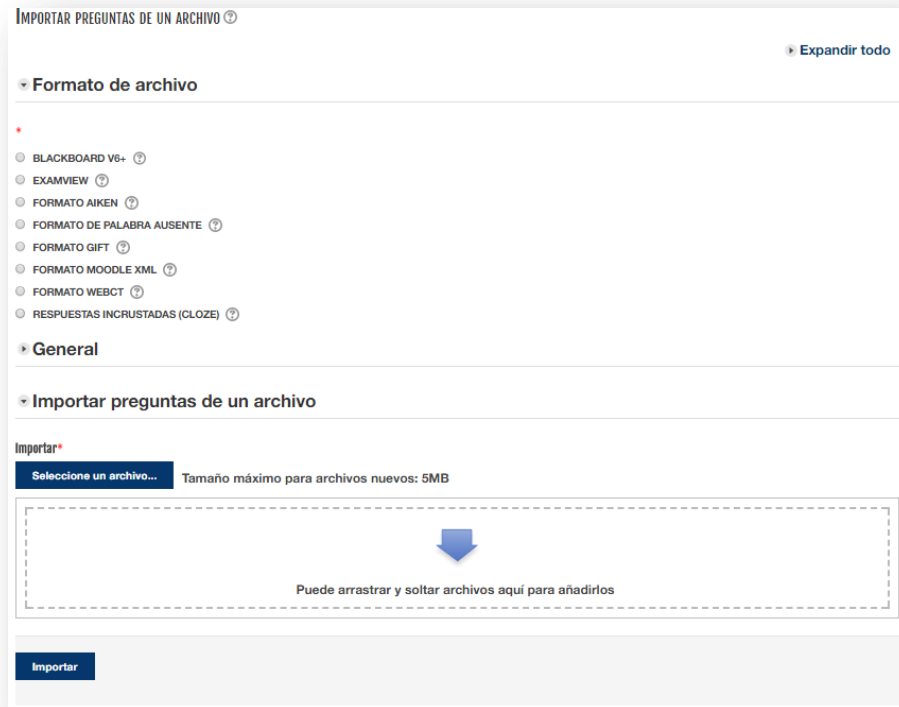 IMPORTAR PREGUNTAS DE UN ARCHIVO ?
Expandir todo
Formato de archivo
*
BLACKBOARD V6+ ?
EXAMVIEW ?
FORMATO AIKEN ?
FORMATO DE PALABRA AUSENTE ?
FORMATO GIFT ?
FORMATO MOODLE XML ?
FORMATO WEBCT ?
RESPUESTAS INCRUSTADAS (CLOZE) ?
General
Importar preguntas de un archivo
Importar*
Seleccione un archivo... Tamaño máximo para archivos nuevos: 5MB
Puede arrastrar y soltar archivos aquí para añadirlos
Importar